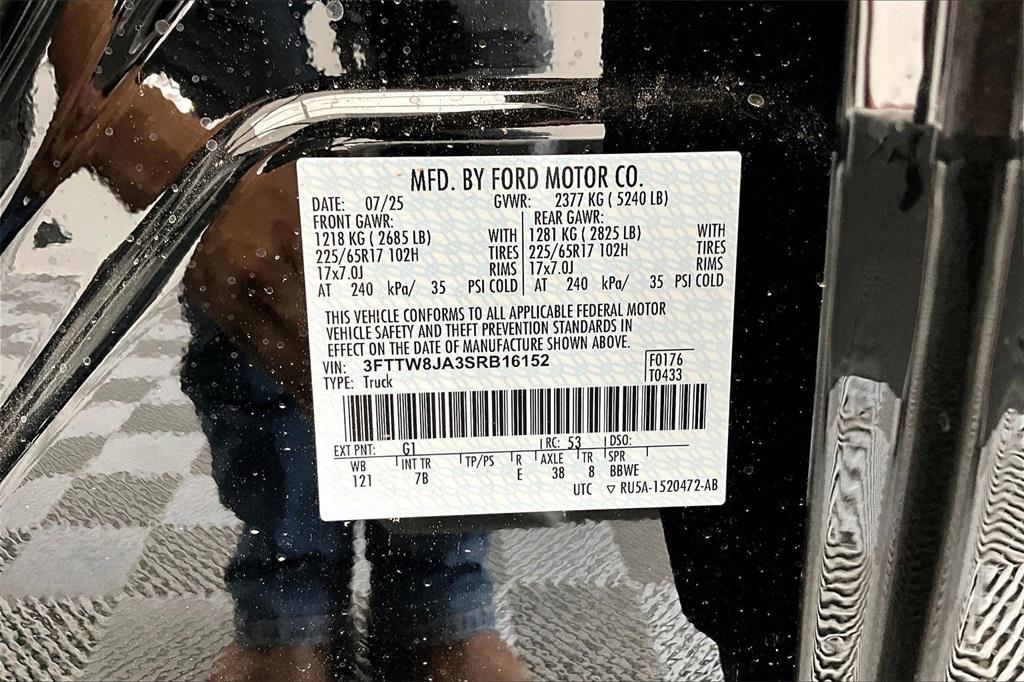 MFD. BY FORD MOTOR CO.
DATE: 07/25 GVWR: 2377 KG ( 5240 LB)
FRONT GAWR: REAR GAWR:
1218 KG ( 2685 LB) WITH 1281 KG ( 2825 LB) WITH
225/65R17 102H TIRES 225/65R17 102H TIRES
17x7.0J RIMS 17x7.0J RIMS
AT 240 kPa/ 35 PSI COLD AT 240 kPa/ 35 PSI COLD
THIS VEHICLE CONFORMS TO ALL APPLICABLE FEDERAL MOTOR
VEHICLE SAFETY AND THEFT PREVENTION STANDARDS IN
EFFECT ON THE DATE OF MANUFACTURE SHOWN ABOVE.
VIN: 3FTTW8JA3SRB16152 F0176
TYPE: Truck T0433
EXT PNT: G1 RC: 53 DSO:
WB INT TR TP/PS R AXLE TR SPR
121 7B E 38 8 BBWE
UTC ▽ RU5A-1520472-AB